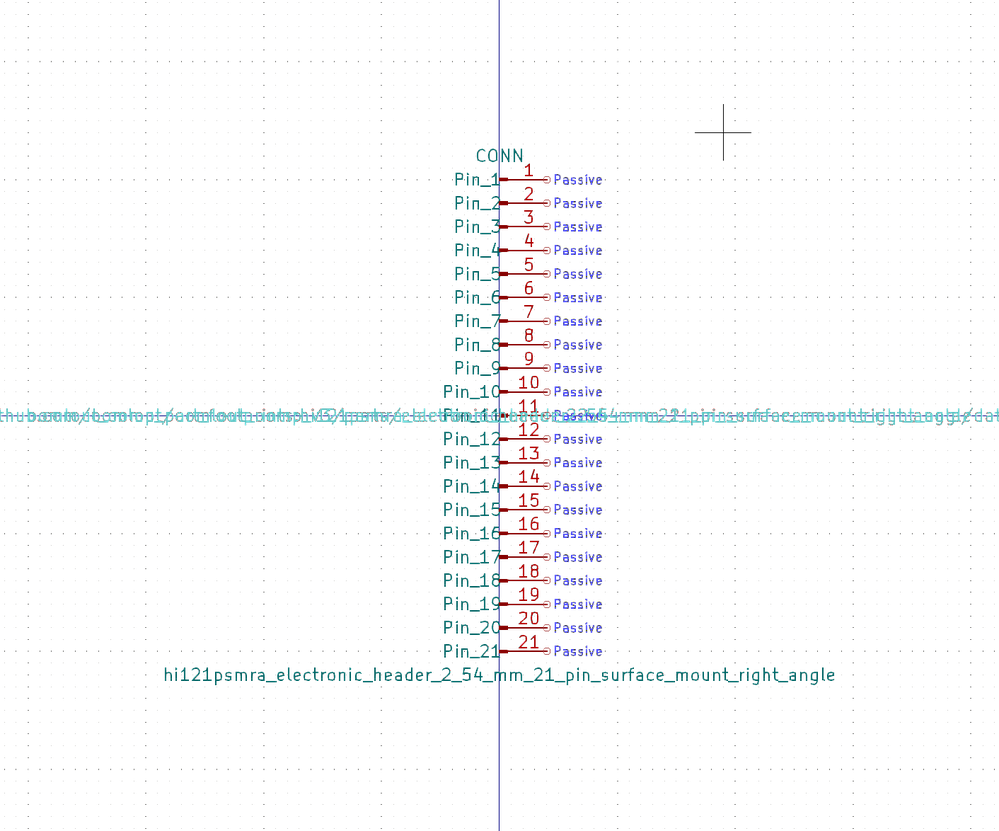 CONN
Pin_1 1 Passive
Pin_2 2 Passive
Pin_3 3 Passive
Pin_4 4 Passive
Pin_5 5 Passive
Pin_6 6 Passive
Pin_7 7 Passive
Pin_8 8 Passive
Pin_9 9 Passive
Pin_10 10 Passive
Pin_11 11 Passive
Pin_12 12 Passive
Pin_13 13 Passive
Pin_14 14 Passive
Pin_15 15 Passive
Pin_16 16 Passive
Pin_17 17 Passive
Pin_18 18 Passive
Pin_19 19 Passive
Pin_20 20 Passive
Pin_21 21 Passive
hi121psmra_electronic_header_2_54_mm_21_pin_surface_mount_right_angle